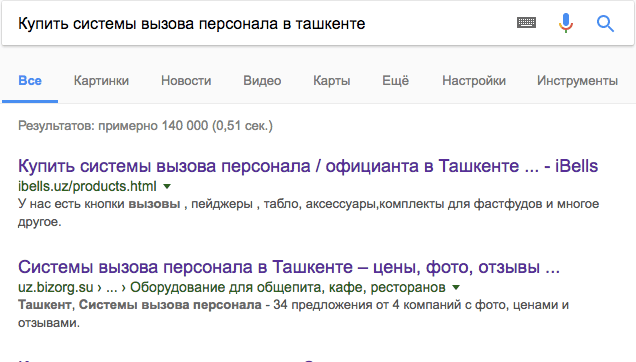 Купить системы вызова персонала в ташкенте
Все Картинки Новости Видео Карты Ещё Настройки Инструменты
Результатов: примерно 140 000 (0,51 сек.)
Купить системы вызова персонала / официанта в Ташкенте ... - iBells
ibells.uz/products.html
У нас есть кнопки вызовы , пейджеры , табло, аксессуары,комплекты для фастфудов и многое
другое.
Системы вызова персонала в Ташкенте – цены, фото, отзывы ...
uz.bizorg.su › ... › Оборудование для общепита, кафе, ресторанов
Ташкент, Системы вызова персонала - 34 предложения от 4 компаний с фото, ценами и
отзывами.